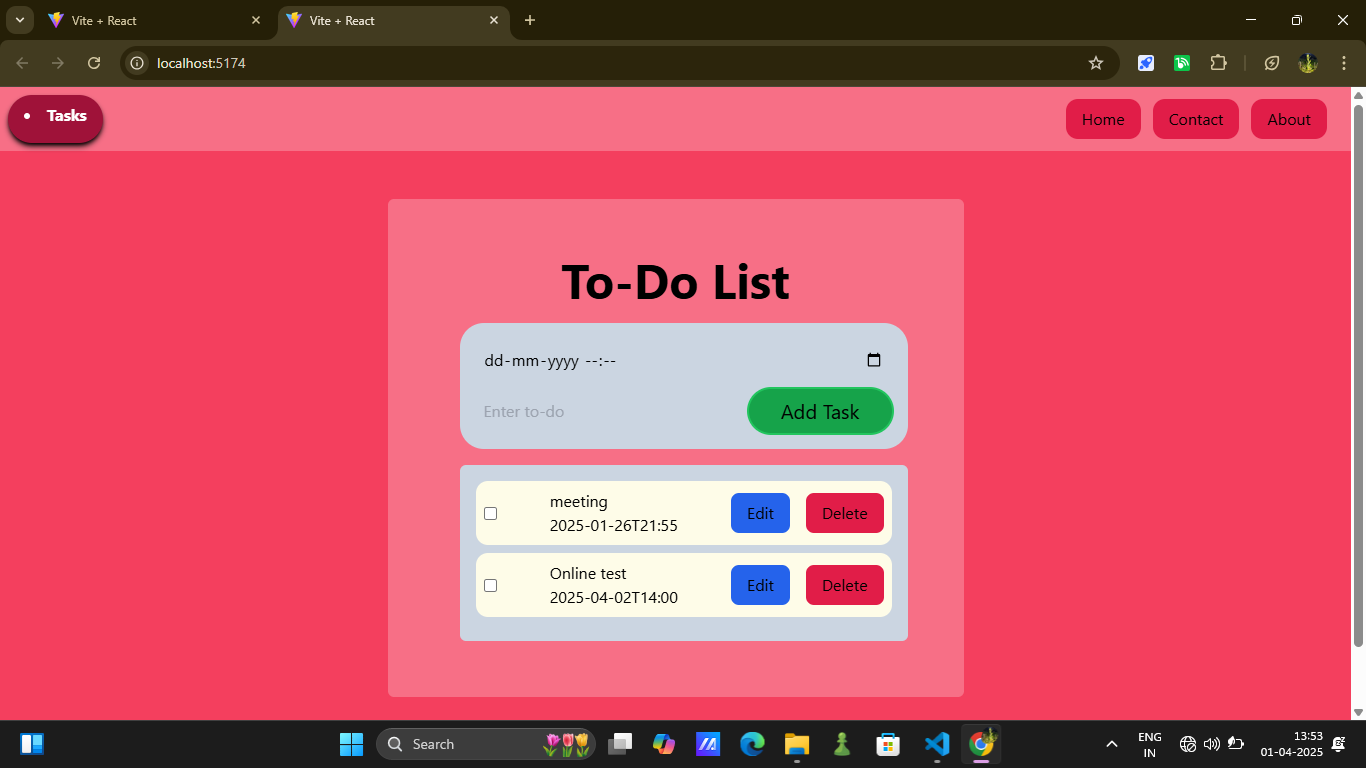 Vite + React
Vite + React
localhost:5174
Tasks
Home
Contact
About
To-Do List
dd-mm-yyyy --:--
Enter to-do
Add Task
meeting
2025-01-26T21:55
Edit
Delete
Online test
2025-04-02T14:00
Edit
Delete
Search
ENG
IN
13:53
01-04-2025